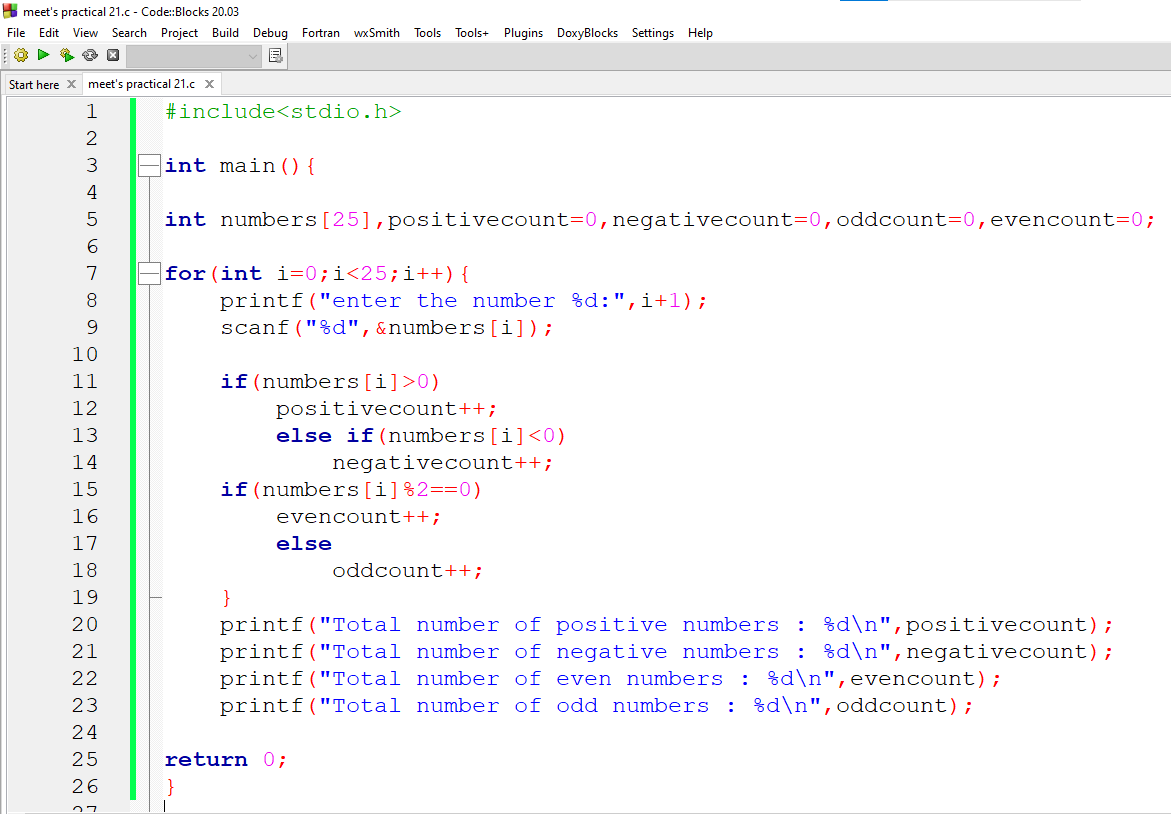 meet's practical 21.c - Code::Blocks 20.03
File Edit View Search Project Build Debug Fortran wxSmith Tools Tools+ Plugins DoxyBlocks Settings Help
Start here X meet's practical 21.c X
1 #include<stdio.h>
2
3 int main(){
4
5 int numbers[25],positivecount=0,negativecount=0,oddcount=0,evencount=0;
6
7 for(int i=0;i<25;i++){
8     printf("enter the number %d:",i+1);
9     scanf("%d",&numbers[i]);
10
11     if(numbers[i]>0)
12         positivecount++;
13         else if(numbers[i]<0)
14             negativecount++;
15     if(numbers[i]%2==0)
16         evencount++;
17         else
18             oddcount++;
19     }
20     printf("Total number of positive numbers : %d\n",positivecount);
21     printf("Total number of negative numbers : %d\n",negativecount);
22     printf("Total number of even numbers : %d\n",evencount);
23     printf("Total number of odd numbers : %d\n",oddcount);
24
25 return 0;
26 }
27